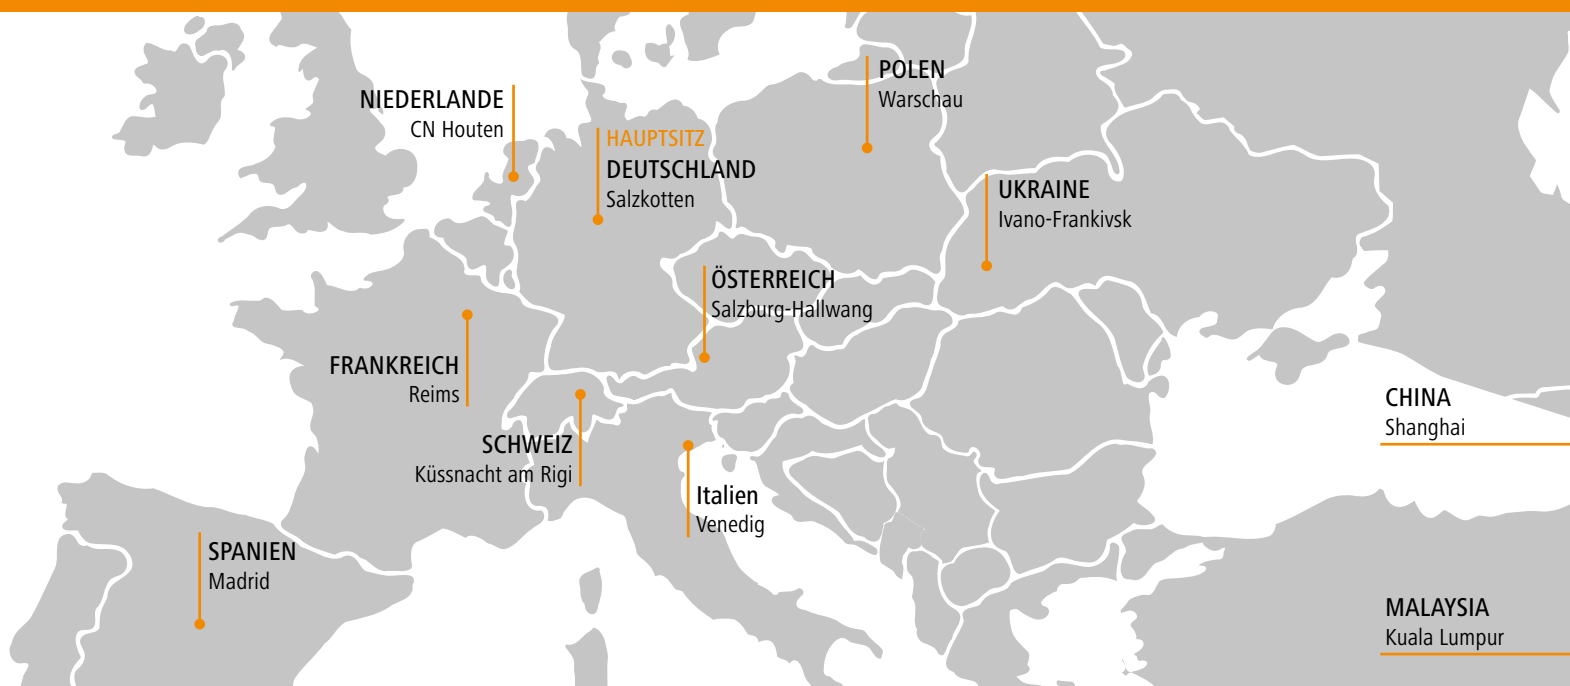 POLEN
Warschau
NIEDERLANDE
CN Houten
HAUPTSITZ
DEUTSCHLAND
Salzkotten
UKRAINE
Ivano-Frankivsk
ÖSTERREICH
Salzburg-Hallwang
FRANKREICH
Reims
CHINA
Shanghai
SCHWEIZ
Küssnacht am Rigi
Italien
Venedig
SPANIEN
Madrid
MALAYSIA
Kuala Lumpur